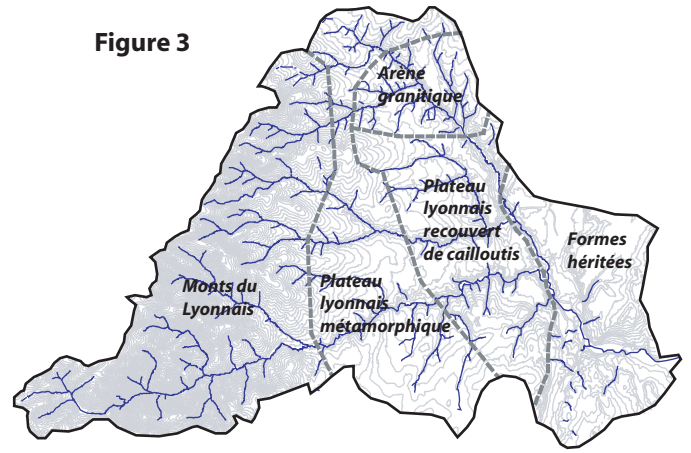 Figure 3
Arène
granitique
Plateau
lyonnais
recouvert
de cailloutis
Formes
héritées
Monts du
Lyonnais
Plateau
lyonnais
métamorphique